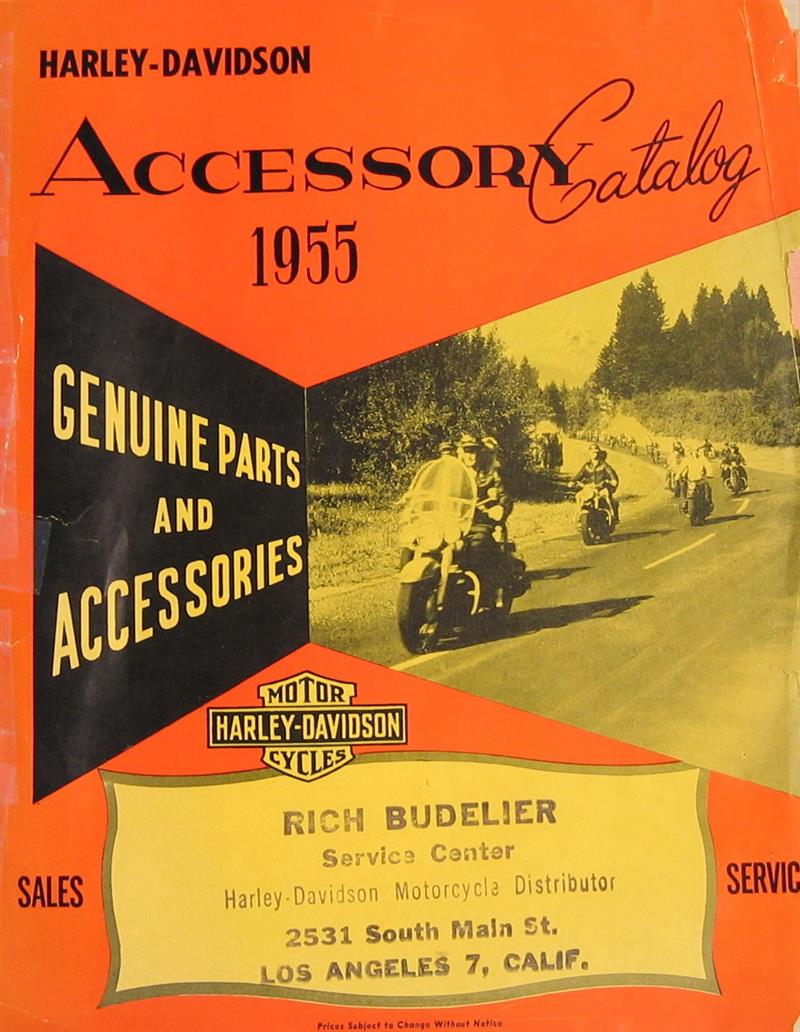 HARLEY-DAVIDSON
ACCESSORY Catalog
1955
GENUINE PARTS
AND
ACCESSORIES
MOTOR
HARLEY-DAVIDSON
CYCLES
RICH BUDELIER
Service Center
Harley-Davidson Motorcycle Distributor
2531 South Main St.
LOS ANGELES 7, CALIF.
SALES
SERVIC
Prices Subject to Change Without Notice